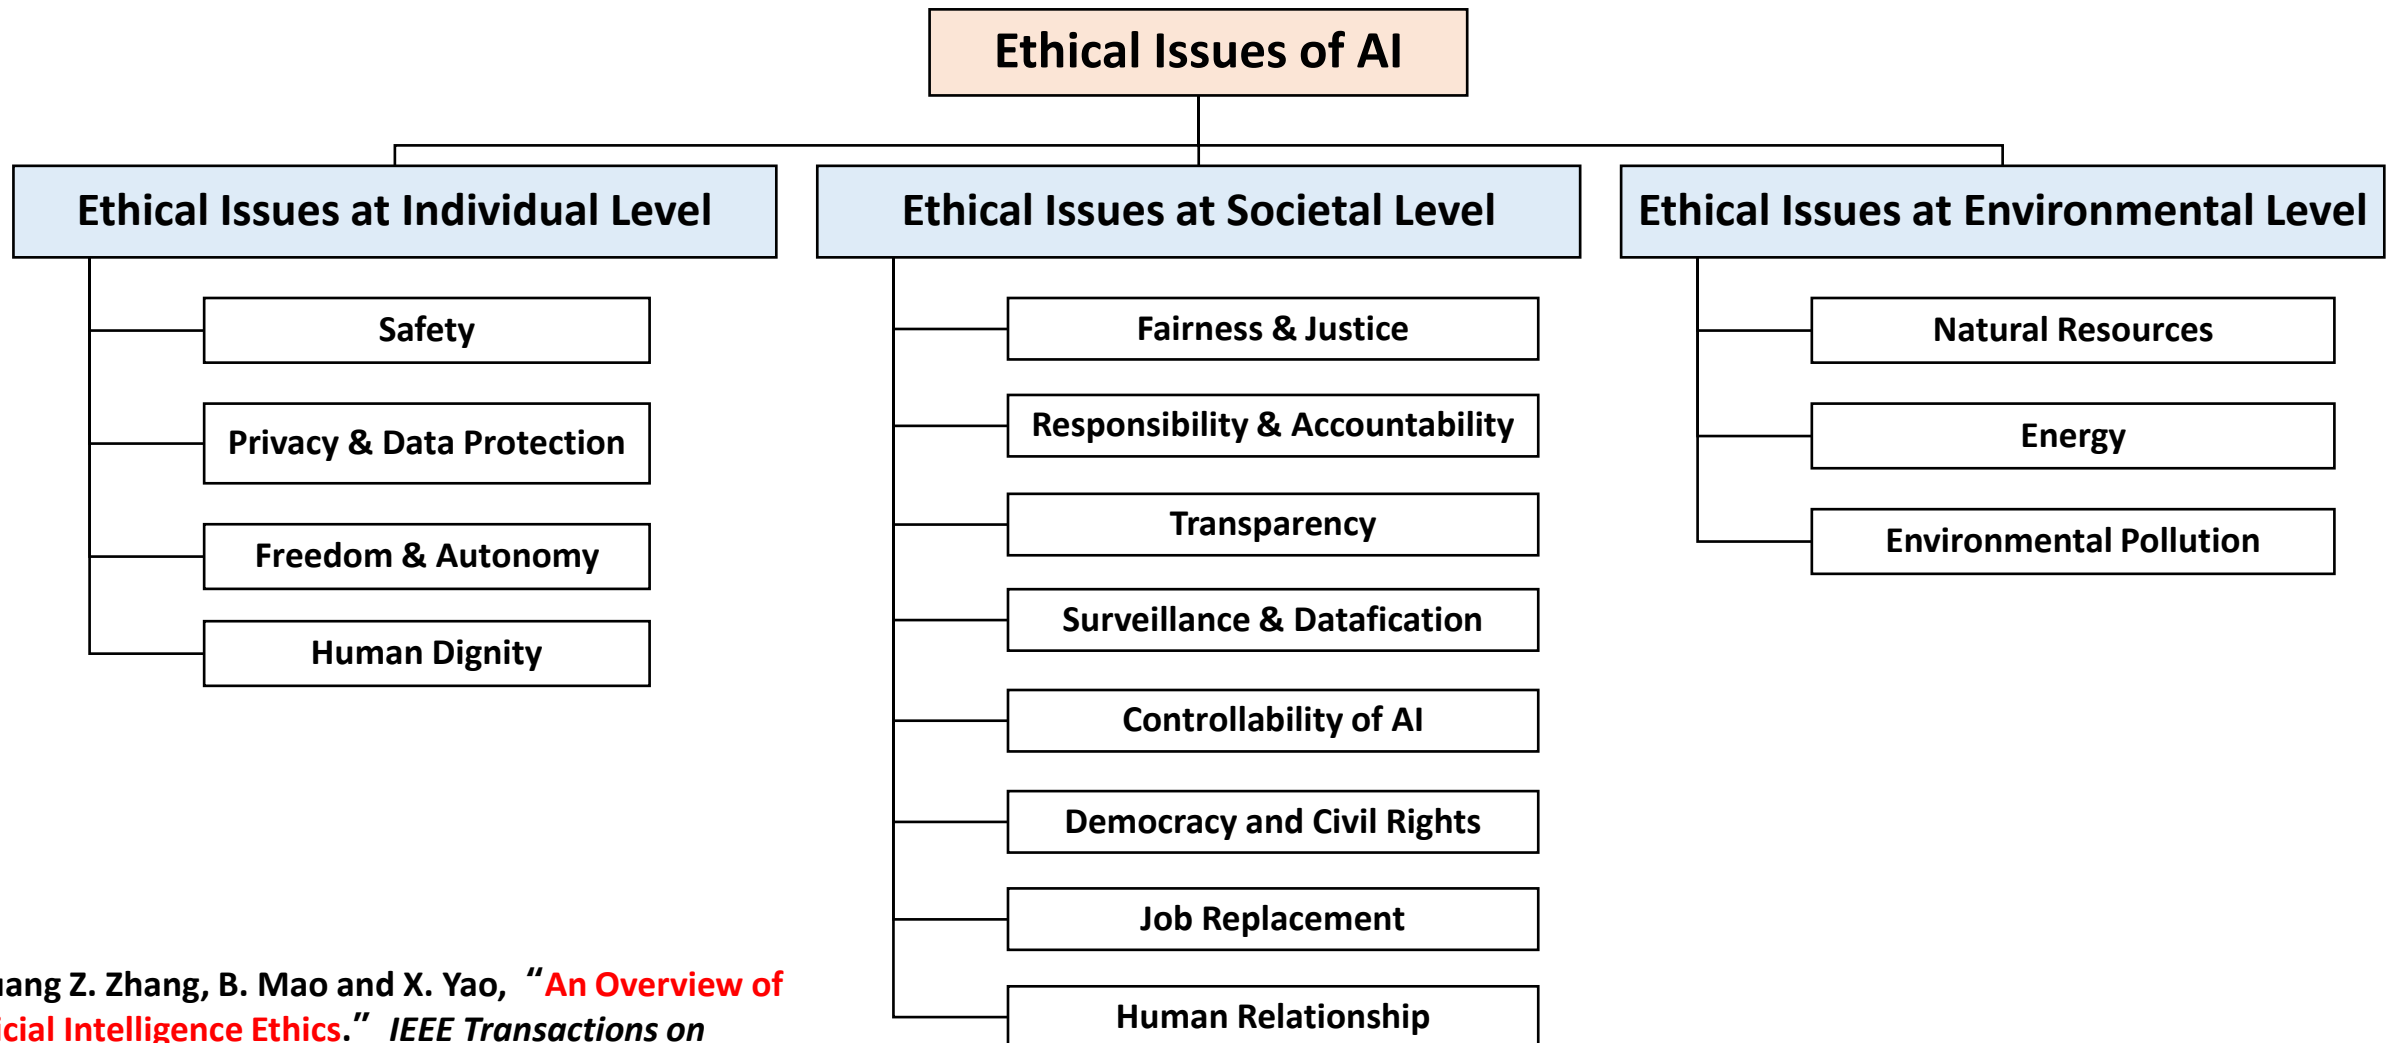 Ethical Issues of AI
Ethical Issues at Individual Level
Safety
Privacy & Data Protection
Freedom & Autonomy
Human Dignity
Ethical Issues at Societal Level
Fairness & Justice
Responsibility & Accountability
Transparency
Surveillance & Datafication
Controllability of AI
Democracy and Civil Rights
Job Replacement
Human Relationship
Ethical Issues at Environmental Level
Natural Resources
Energy
Environmental Pollution
Z. Zhang, B. Mao and X. Yao, “An Overview of
Intelligence Ethics.” IEEE Transactions on